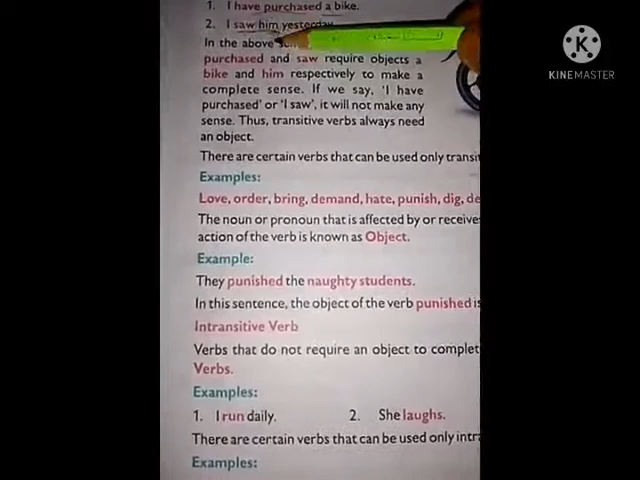 1. I have purchased a bike.
2. I saw him yesterday
In the above
purchased and saw require objects a
bike and him respectively to make a
complete sense. If we say, 'I have
purchased' or 'I saw', it will not make any
sense. Thus, transitive verbs always need
an object.
There are certain verbs that can be used only
Examples:
Love, order, bring, demand, hate, punish, dig,
The noun or pronoun that is affected by or
action of the verb is known as Object.
Example:
They punished the naughty students.
In this sentence, the object of the verb punished is
Intransitive Verb
Verbs that do not require an object to
Verbs.
Examples:
1. I run daily. 2. She laughs.
There are certain verbs that can be used only
Examples:
K
KINEMASTER